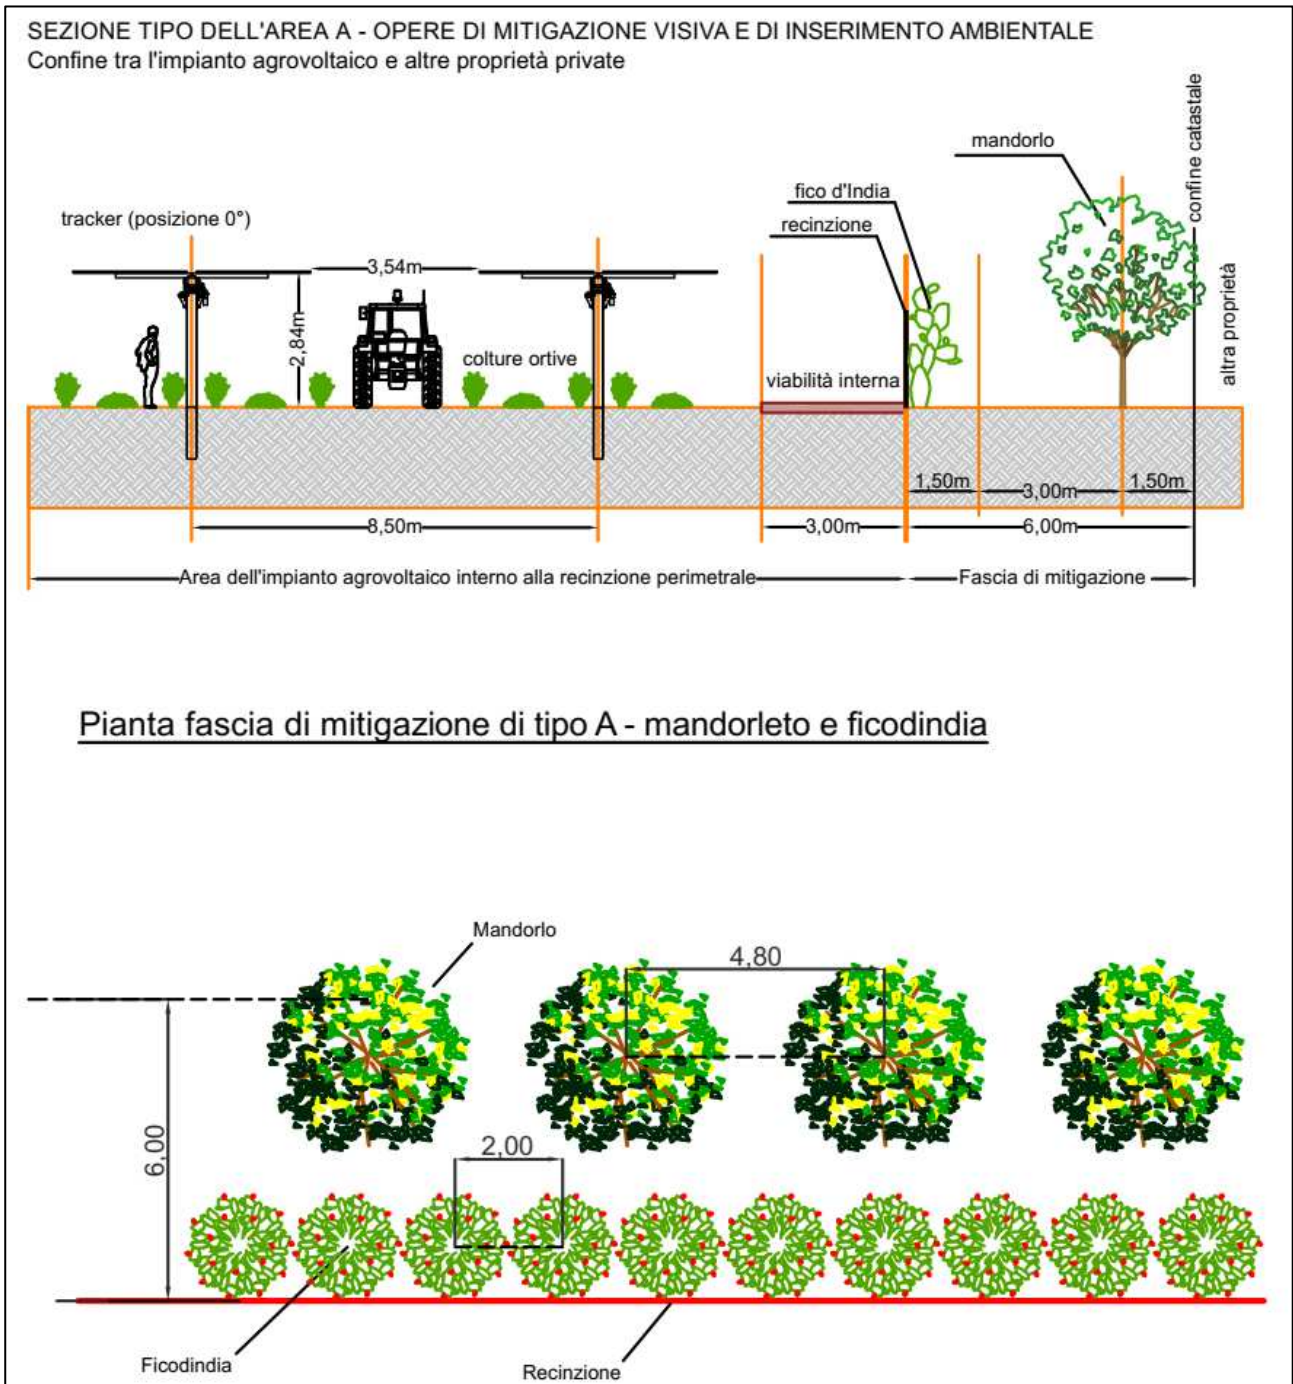 SEZIONE TIPO DELL'AREA A - OPERE DI MITIGAZIONE VISIVA E DI INSERIMENTO AMBIENTALE
Confine tra l'impianto agrovoltaico e altre proprietà private
confine catastale
mandorlo
fico d'India
tracker (posizione 0°)
recinzione
3,54m
altra proprietà
2,84m
colture ortive
viabilità interna
1,50m
3,00m
1,50m
8,50m
3,00m
6,00m
Area dell'impianto agrovoltaico interno alla recinzione perimetrale
Fascia di mitigazione
Pianta fascia di mitigazione di tipo A - mandorleto e ficodindia
Mandorlo
4,80
6,00
2,00
Ficodindia
Recinzione